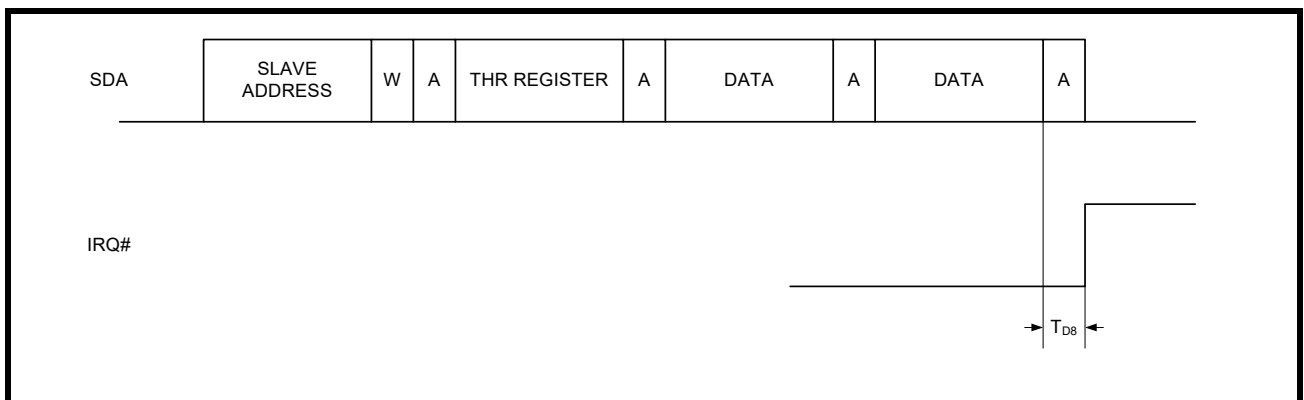 SDA
SLAVE
ADDRESS
W
A
THR REGISTER
A
DATA
A
DATA
A
IRQ#
TD8